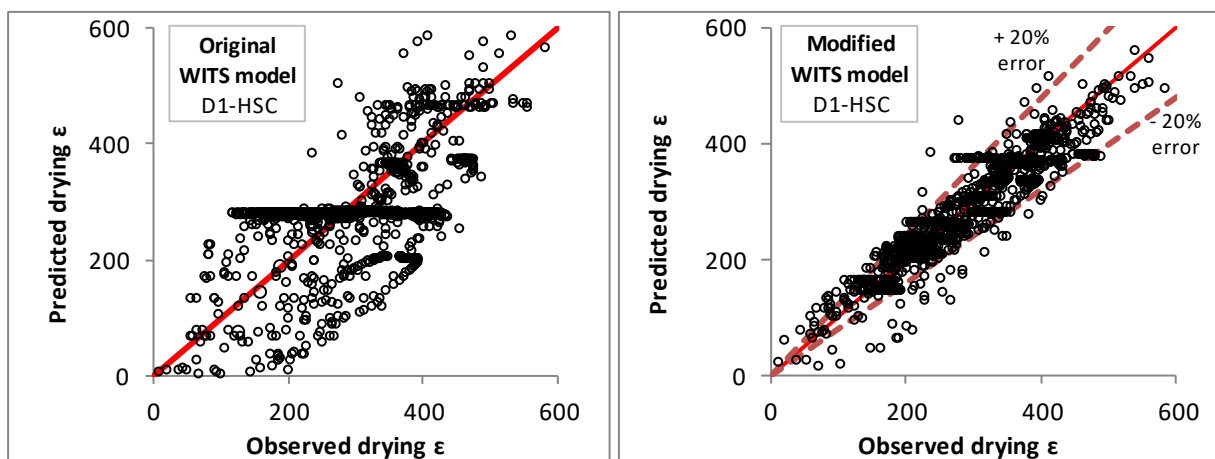 Original
WITS model
D1-HSC
600
400
200
0
0 200 400 600
Predicted drying ε
Observed drying ε
Modified
WITS model
D1-HSC
+ 20%
error
- 20%
error
600
400
200
0
0 200 400 600
Predicted drying ε
Observed drying ε